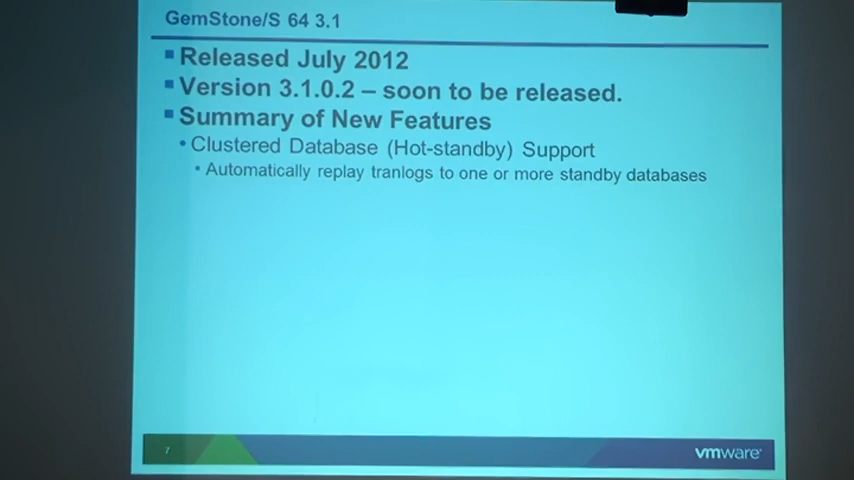 GemStone/S 64 3.1
Released July 2012
Version 3.1.0.2 – soon to be released.
Summary of New Features
Clustered Database (Hot-standby) Support
Automatically replay tranlogs to one or more standby databases
7
vmware